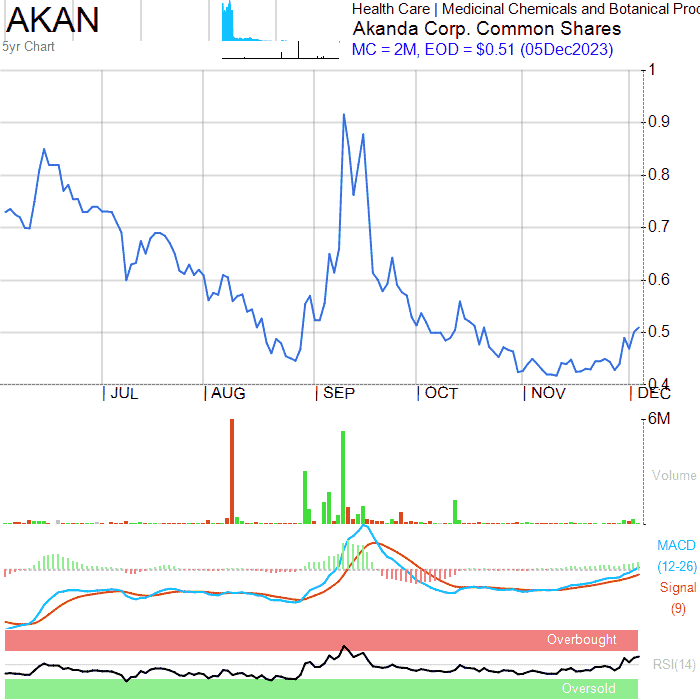 AKAN
5yr Chart
Health Care | Medicinal Chemicals and Botanical Proc
Akanda Corp. Common Shares
MC = 2M, EOD = $0.51 (05Dec2023)
1
0.9
0.8
0.7
0.6
0.5
0.4
JUL
AUG
SEP
OCT
NOV
DEC
6M
Volume
MACD
(12-26)
Signal
(9)
Overbought
RSI(14)
Oversold